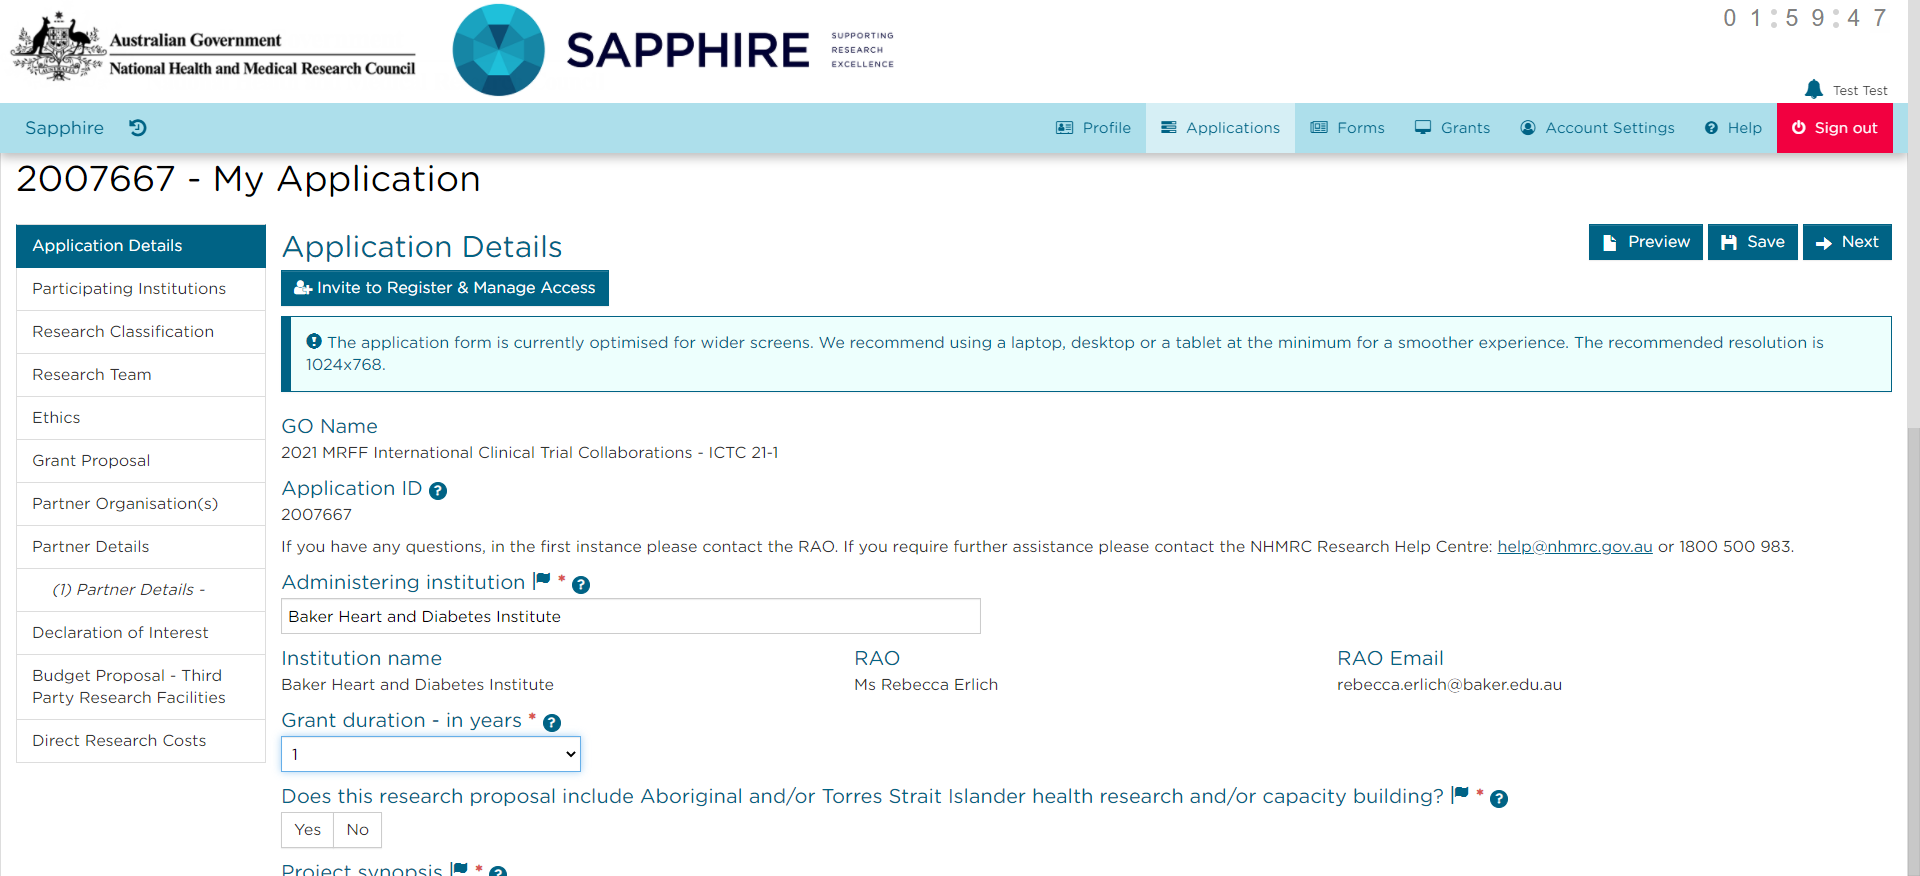 Australian Government
National Health and Medical Research Council
SAPPHIRE
SUPPORTING
RESEARCH
EXCELLENCE
01:59:47
Test Test
Sapphire
Profile
Applications
Forms
Grants
Account Settings
Help
Sign out
2007667 - My Application
Application Details
Participating Institutions
Research Classification
Research Team
Ethics
Grant Proposal
Partner Organisation(s)
Partner Details
(1) Partner Details -
Declaration of Interest
Budget Proposal - Third
Party Research Facilities
Direct Research Costs
Application Details
Preview
Save
Next
Invite to Register & Manage Access
The application form is currently optimised for wider screens. We recommend using a laptop, desktop or a tablet at the minimum for a smoother experience. The recommended resolution is
1024x768.
GO Name
2021 MRFF International Clinical Trial Collaborations - ICTC 21-1
Application ID ?
2007667
If you have any questions, in the first instance please contact the RAO. If you require further assistance please contact the NHMRC Research Help Centre: help@nhmrc.gov.au or 1800 500 983.
Administering institution * ?
Baker Heart and Diabetes Institute
Institution name
Baker Heart and Diabetes Institute
RAO
Ms Rebecca Erlich
RAO Email
rebecca.erlich@baker.edu.au
Grant duration - in years * ?
1
Does this research proposal include Aboriginal and/or Torres Strait Islander health research and/or capacity building? * ?
Yes
No
Project synopsis * ?